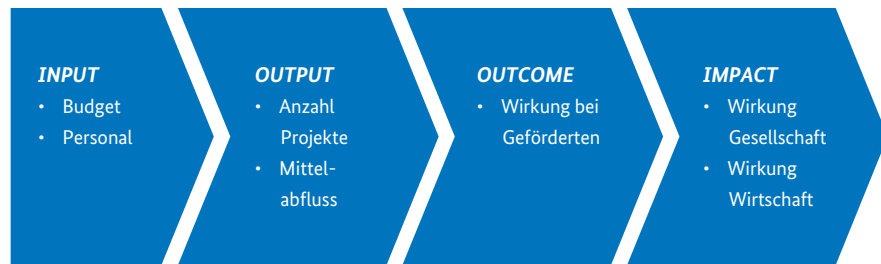 INPUT
• Budget
• Personal
OUTPUT
• Anzahl
Projekte
• Mittel-
abfluss
OUTCOME
• Wirkung bei
Geförderten
IMPACT
• Wirkung
Gesellschaft
• Wirkung
Wirtschaft